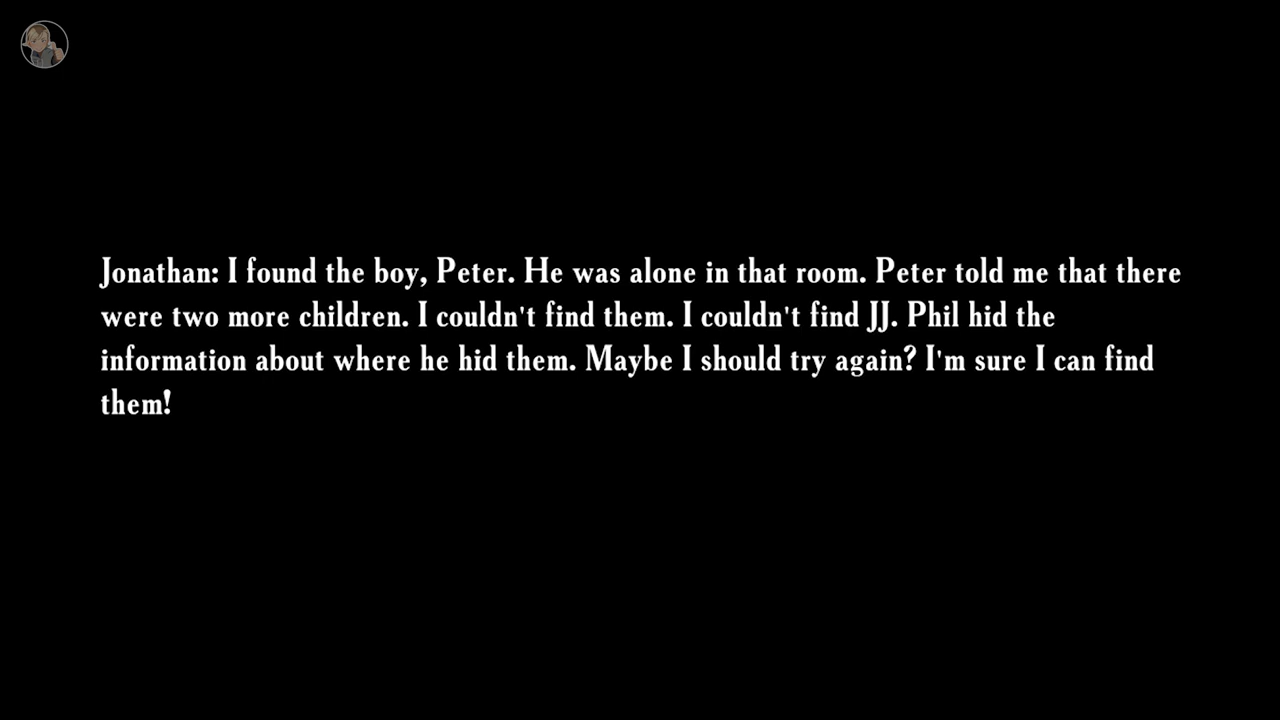 Jonathan: I found the boy, Peter. He was alone in that room. Peter told me that there
were two more children. I couldn't find them. I couldn't find JJ. Phil hid the
information about where he hid them. Maybe I should try again? I'm sure I can find
them!